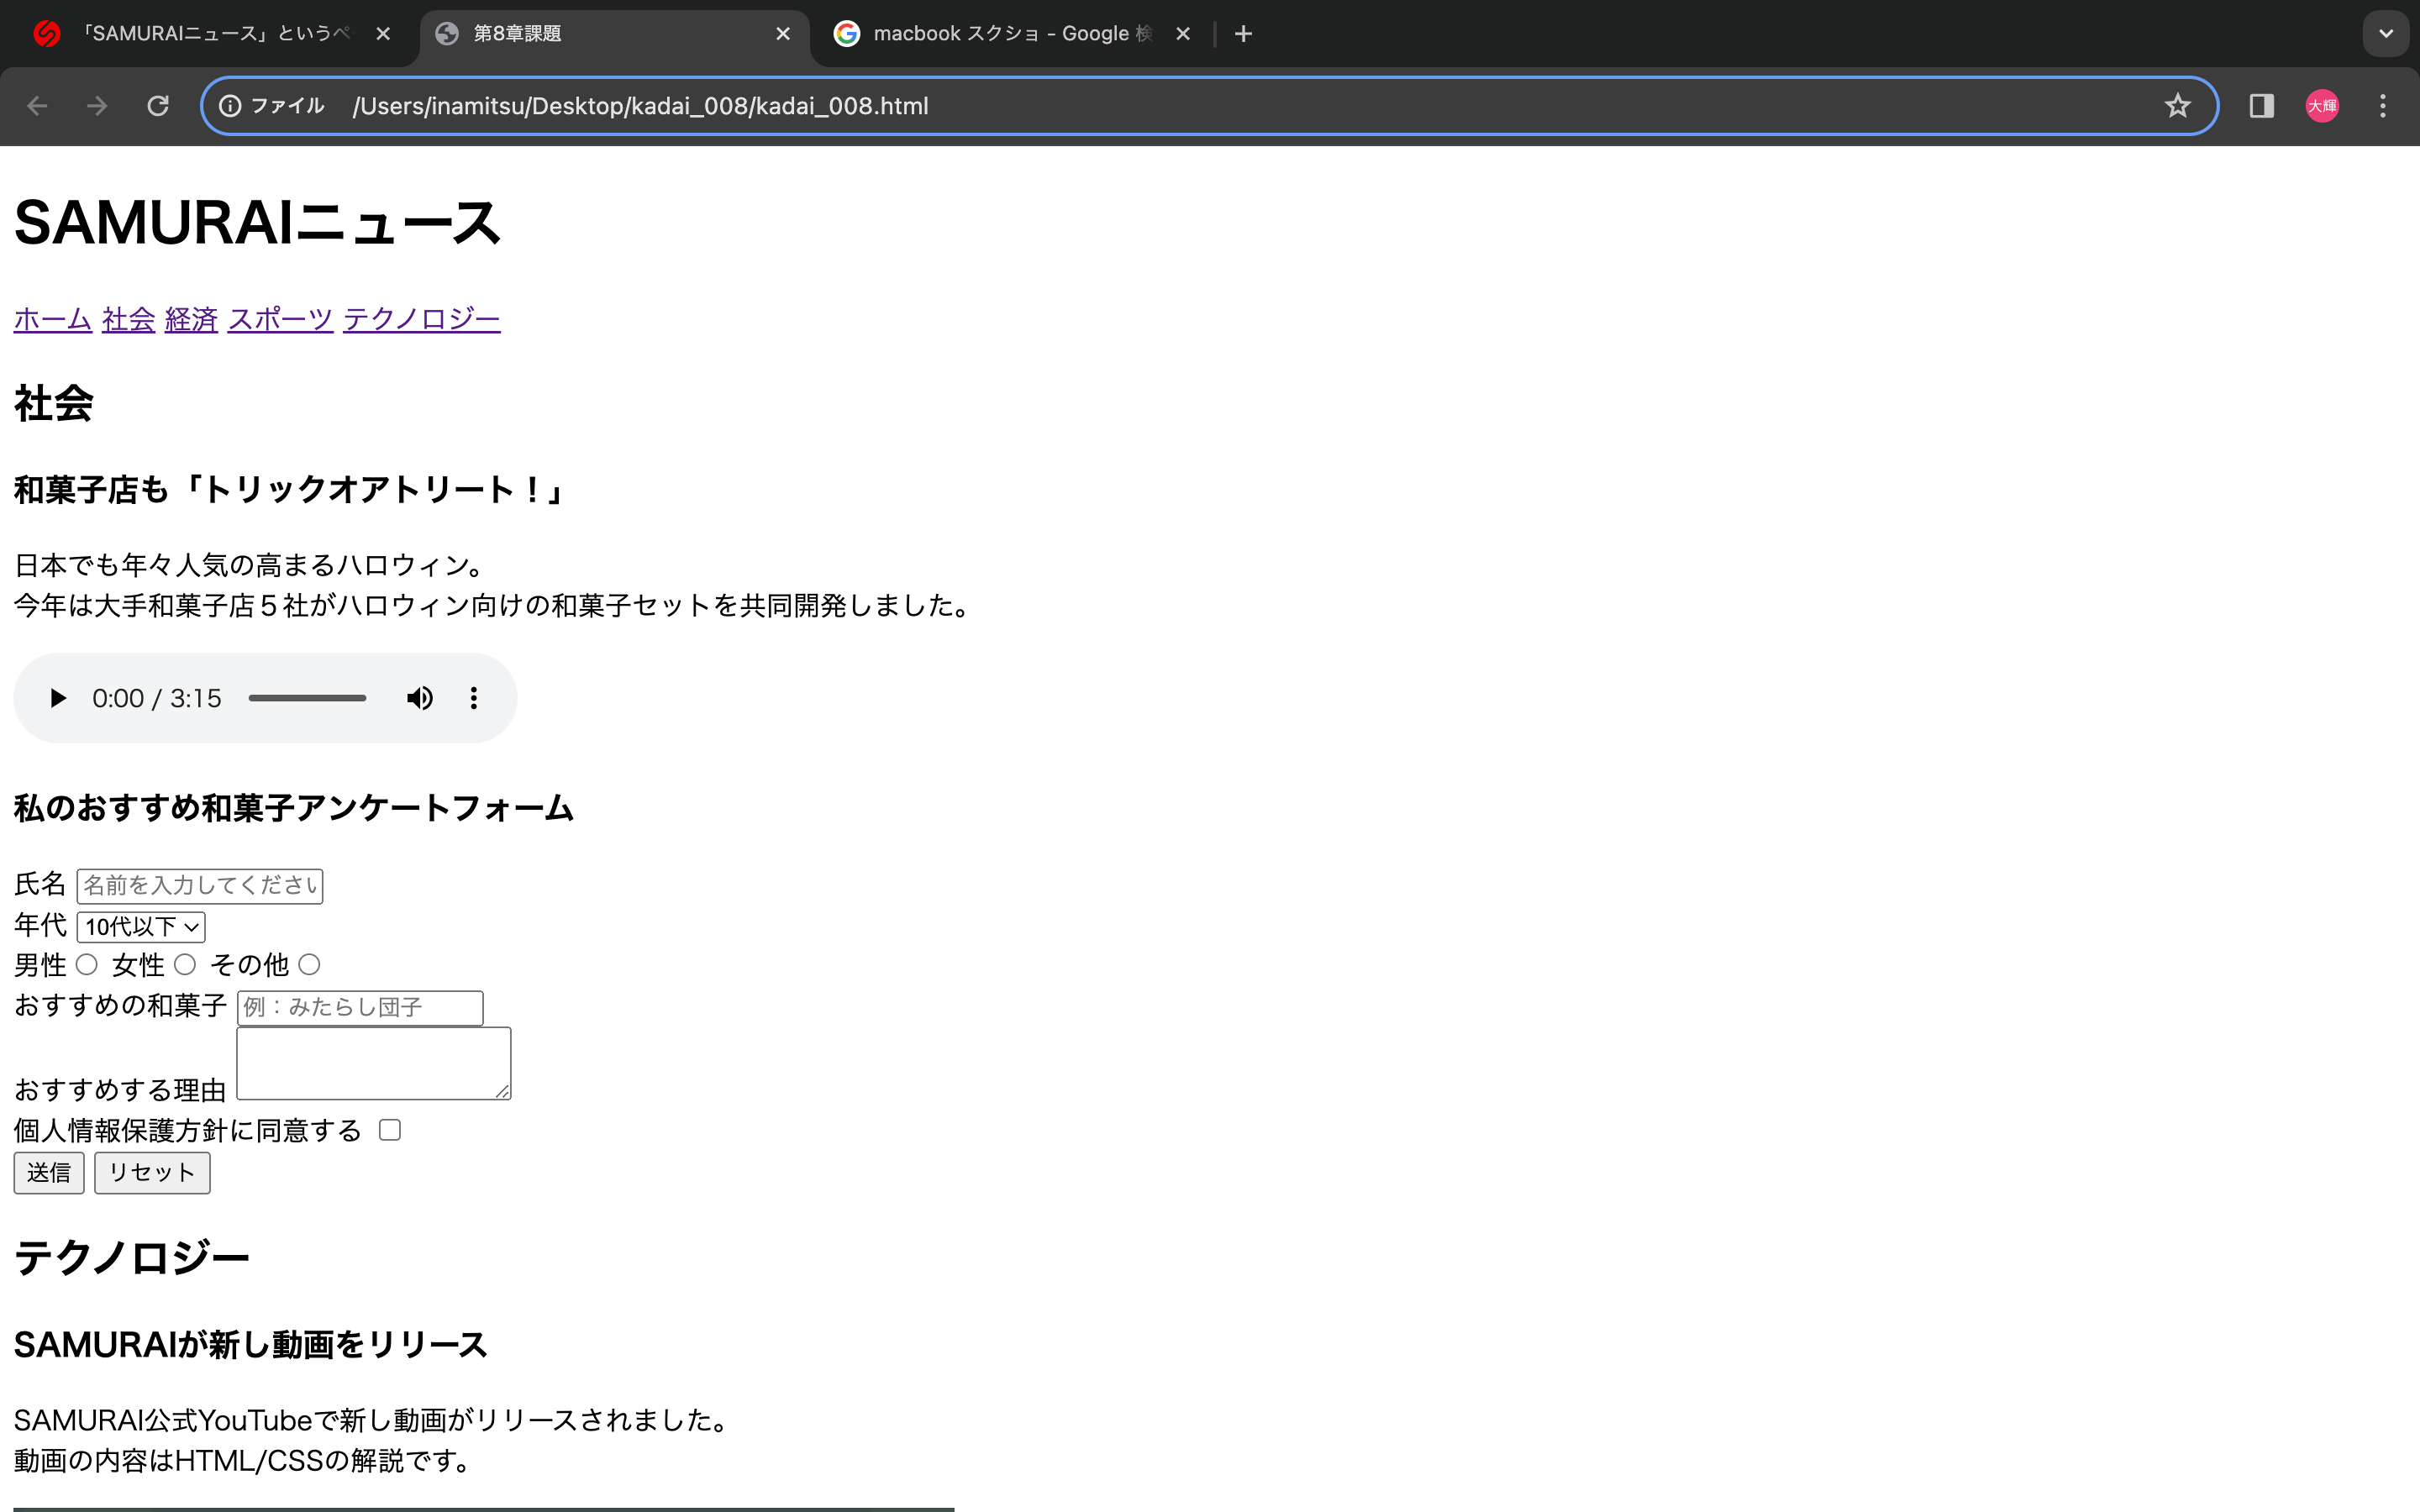 「SAMURAIニュース」というペ
第8章課題
macbook スクショ - Google 検
ファイル /Users/inamitsu/Desktop/kadai_008/kadai_008.html
大輝
SAMURAIニュース
ホーム 社会 経済 スポーツ テクノロジー
社会
和菓子店も「トリックオアトリート！」
日本でも年々人気の高まるハロウィン。
今年は大手和菓子店５社がハロウィン向けの和菓子セットを共同開発しました。
0:00 / 3:15
私のおすすめ和菓子アンケートフォーム
氏名 名前を入力してください
年代 10代以下
男性 女性 その他
おすすめの和菓子 例：みたらし団子
おすすめする理由
個人情報保護方針に同意する
送信 リセット
テクノロジー
SAMURAIが新し動画をリリース
SAMURAI公式YouTubeで新し動画がリリースされました。
動画の内容はHTML/CSSの解説です。